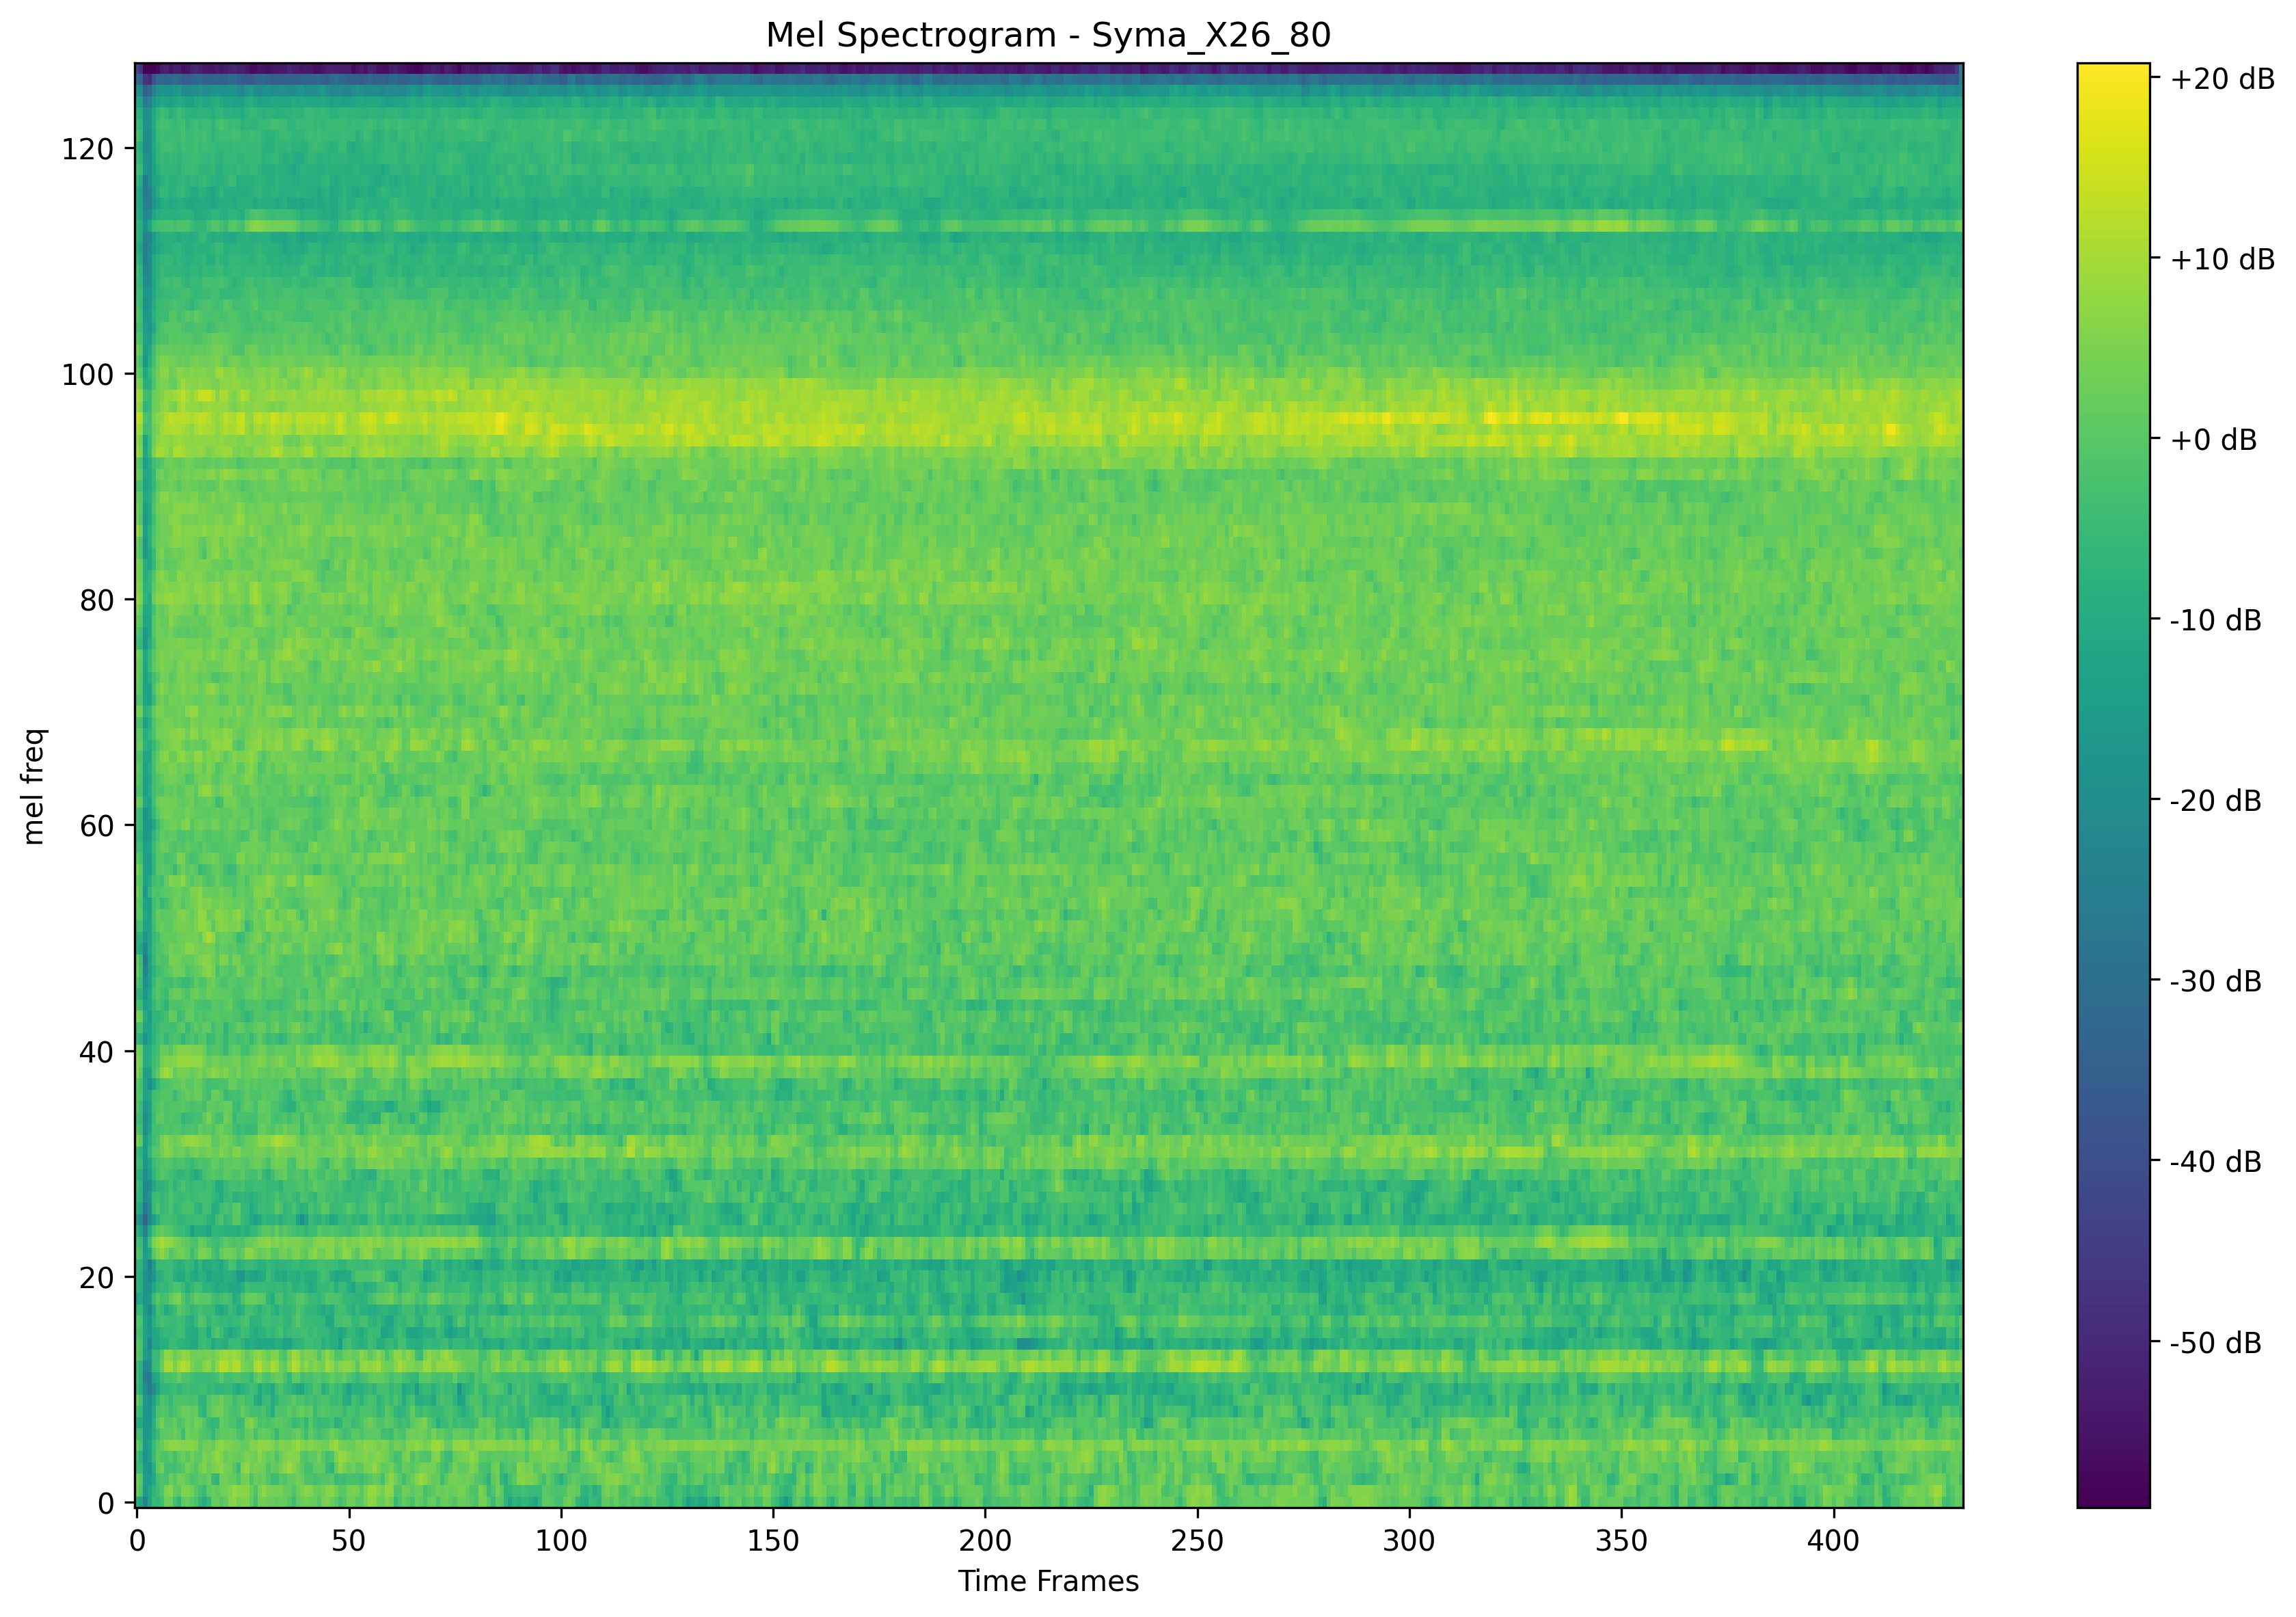 Mel Spectrogram - Syma_X26_80
mel freq
120
100
80
60
40
20
0
0 50 100 150 200 250 300 350 400
Time Frames
+20 dB
+10 dB
+0 dB
-10 dB
-20 dB
-30 dB
-40 dB
-50 dB